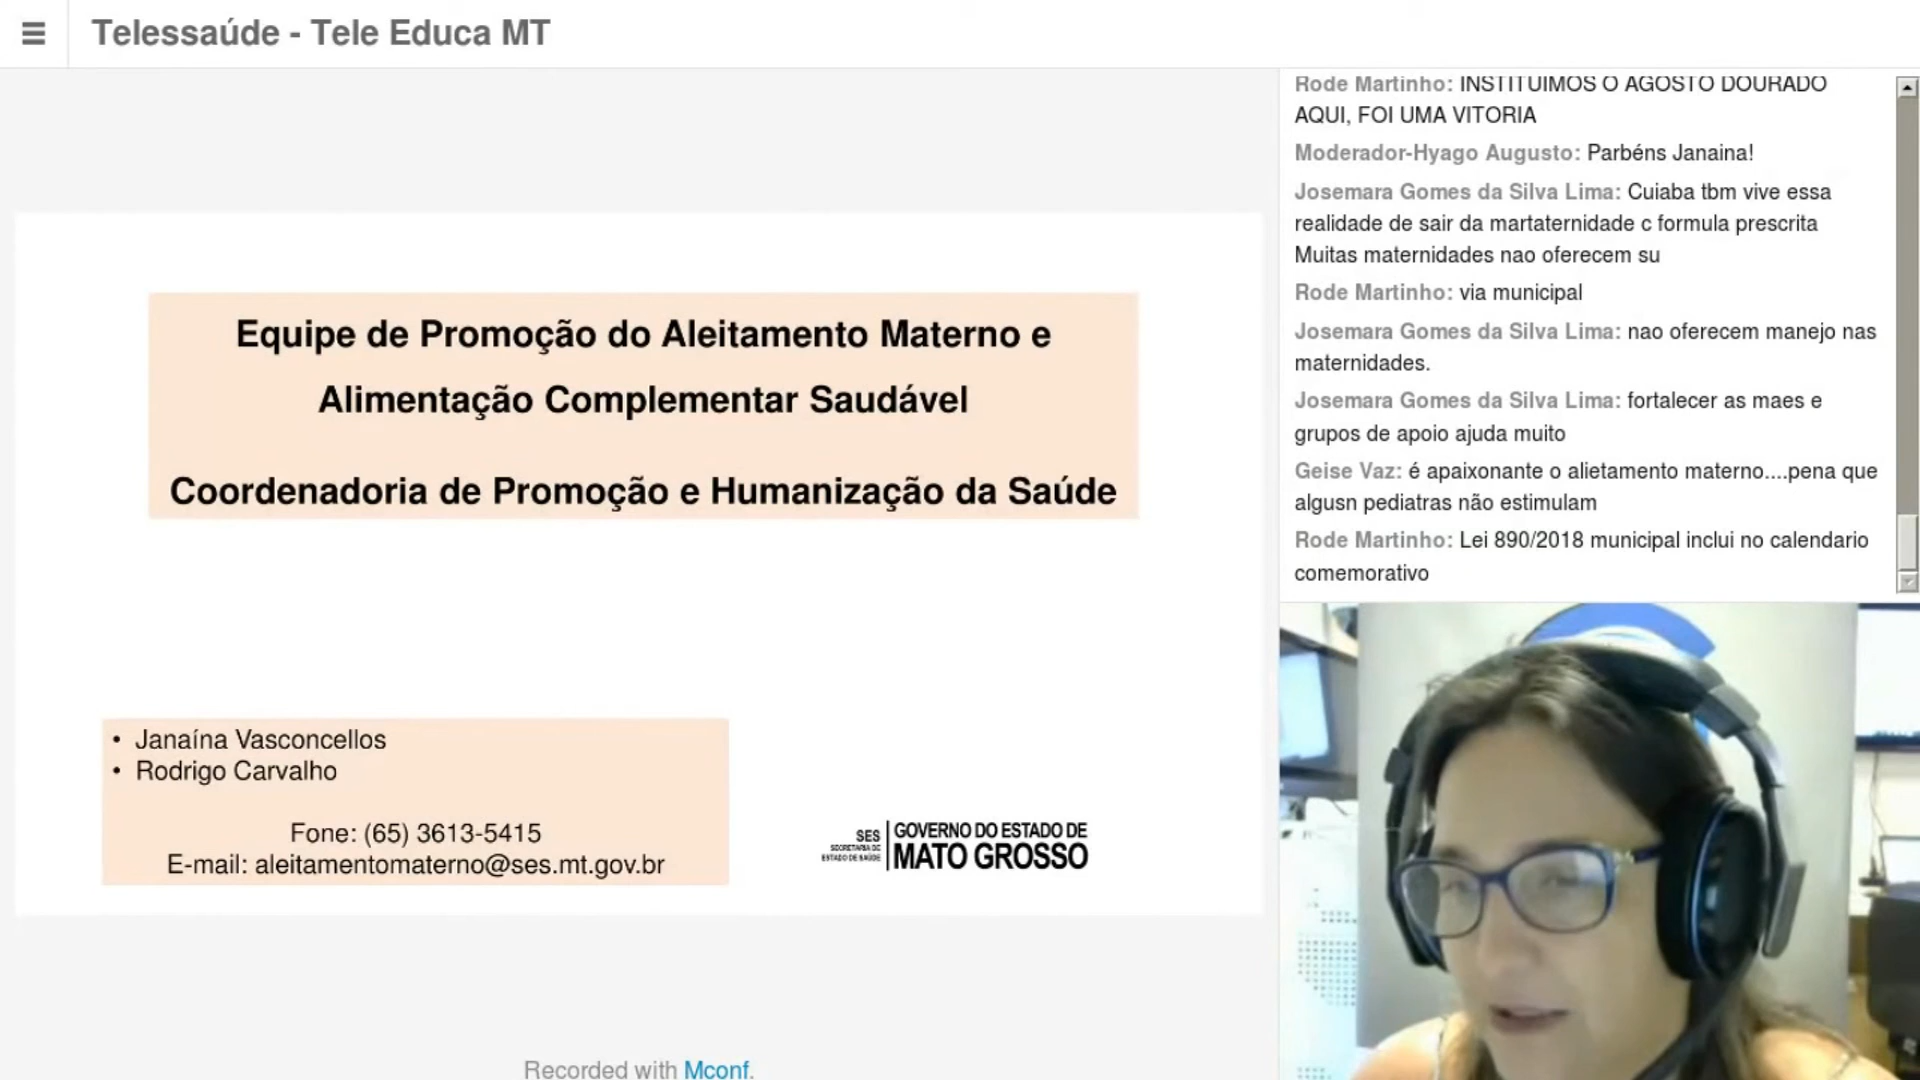 Telessaúde - Tele Educa MT
Equipe de Promoção do Aleitamento Materno e
Alimentação Complementar Saudável
Coordenadoria de Promoção e Humanização da Saúde
• Janaína Vasconcellos
• Rodrigo Carvalho
Fone: (65) 3613-5415
E-mail: aleitamentomaterno@ses.mt.gov.br
SES
SECRETARIA DE
ESTADO DE SAÚDE
GOVERNO DO ESTADO DE
MATO GROSSO
Recorded with Mconf.
Rode Martinho: INSTITUIMOS O AGOSTO DOURADO
AQUI, FOI UMA VITORIA
Moderador-Hyago Augusto: Parbéns Janaina!
Josemara Gomes da Silva Lima: Cuiaba tbm vive essa
realidade de sair da martaternidade c formula prescrita
Muitas maternidades nao oferecem su
Rode Martinho: via municipal
Josemara Gomes da Silva Lima: nao oferecem manejo nas
maternidades.
Josemara Gomes da Silva Lima: fortalecer as maes e
grupos de apoio ajuda muito
Geise Vaz: é apaixonante o alietamento materno....pena que
algusn pediatras não estimulam
Rode Martinho: Lei 890/2018 municipal inclui no calendario
comemorativo